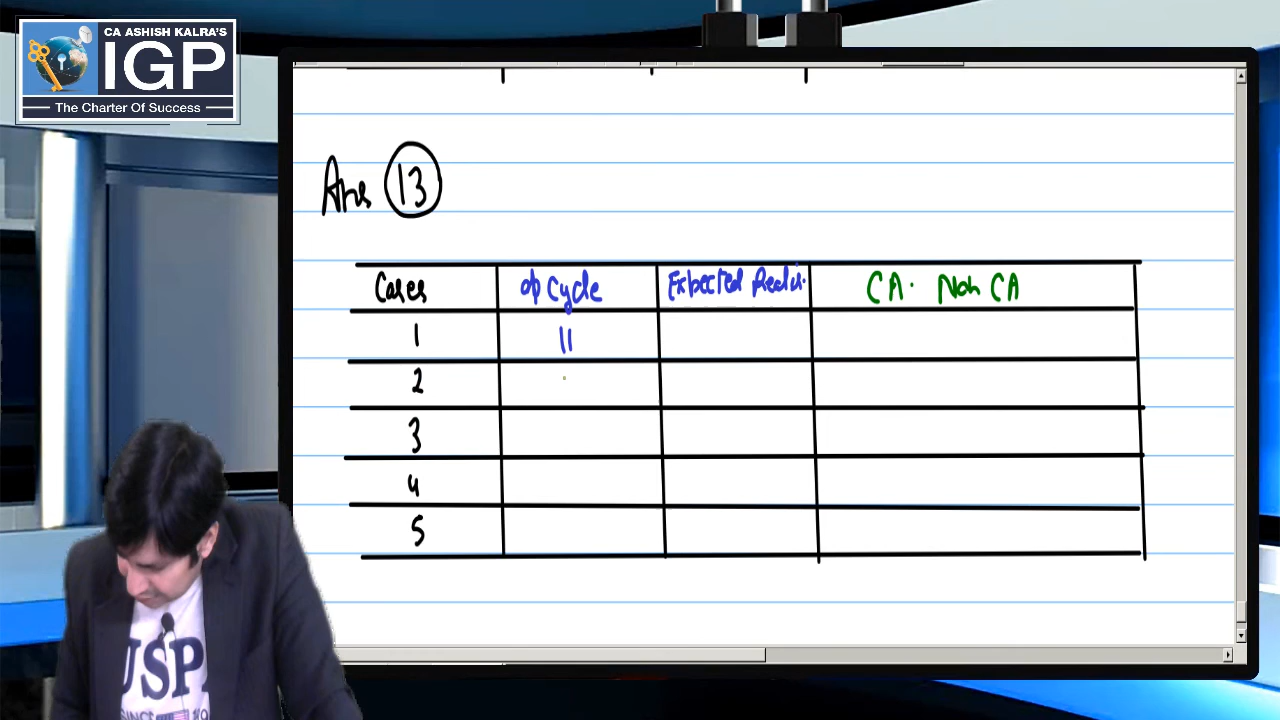 CA ASHISH KALRA'S
IGP
The Charter Of Success
Ans 13
Cases Op Cycle Expected Realis. CA. Non CA
1 11
2
3
4
5
USP
SINCE